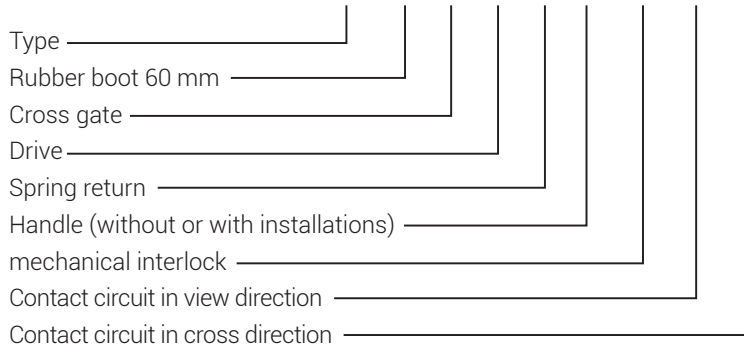 Type
Rubber boot 60 mm
Cross gate
Drive
Spring return
Handle (without or with installations)
mechanical interlock
Contact circuit in view direction
Contact circuit in cross direction